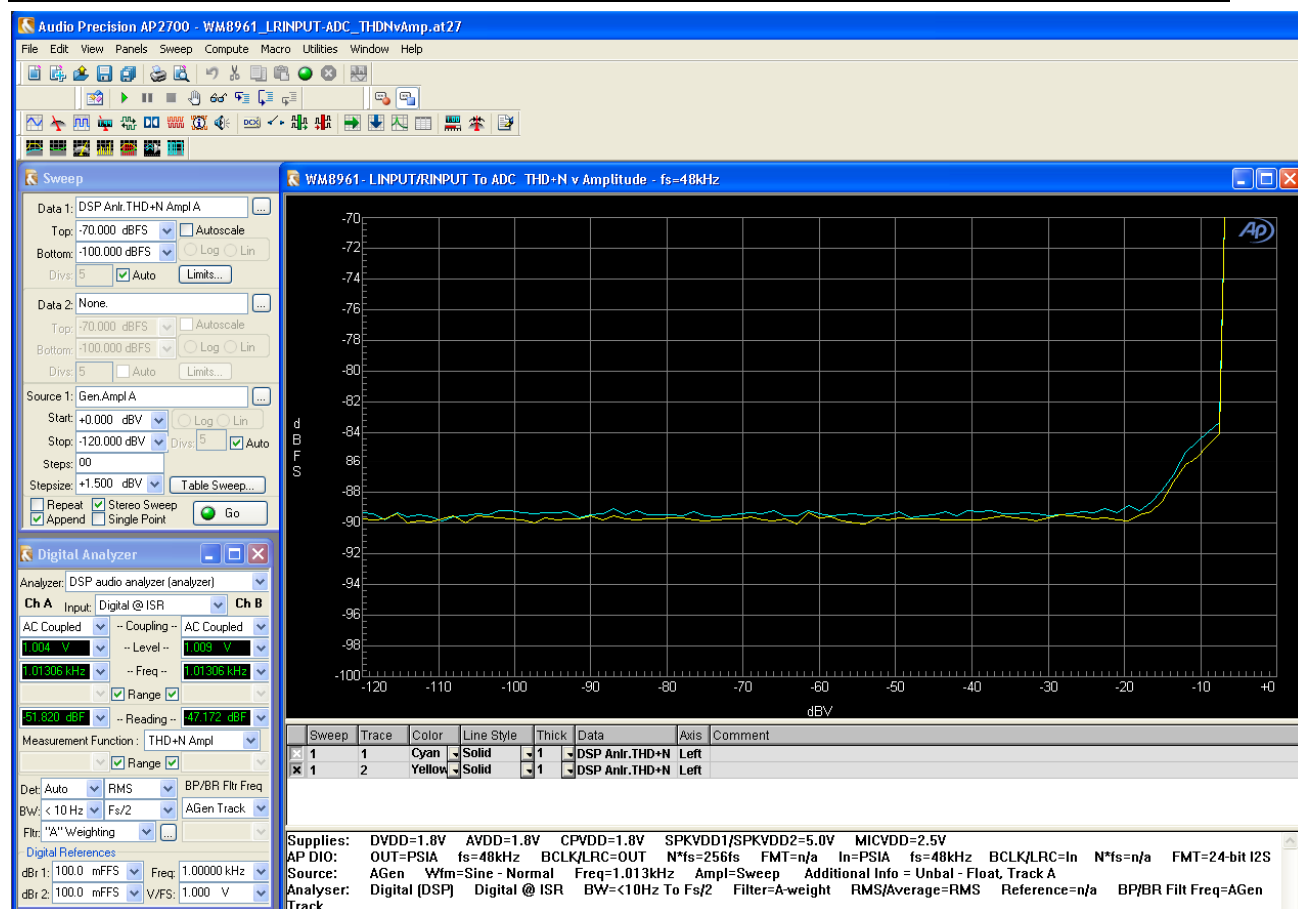 Audio Precision AP2700 - WM8961_LRINPUT-ADC_THDNvAmp.at27
File Edit View Panels Sweep Compute Macro Utilities Window Help
Sweep
Data 1: DSP Anlr.THD+N Ampl A ...
Top: -70.000 dBFS Autoscale
Bottom: -100.000 dBFS Log Lin
Divs: 5 Auto Limits...
Data 2: None. ...
Top: -70.000 dBFS Autoscale
Bottom: -100.000 dBFS Log Lin
Divs: 5 Auto Limits...
Source 1: Gen.Ampl A ...
Start: +0.000 dBV Log Lin
Stop: -120.000 dBV Divs: 5 Auto
Steps: 00
Stepsize: +1.500 dBV Table Sweep...
Repeat Stereo Sweep
Append Single Point Go
Digital Analyzer
Analyzer: DSP audio analyzer (analyzer)
Ch A Input: Digital @ ISR Ch B
AC Coupled -- Coupling -- AC Coupled
1.004 V -- Level -- 1.009 V
1.01306 kHz -- Freq -- 1.01306 kHz
Range
-51.820 dBF -- Reading -- -47.172 dBF
Measurement Function : THD+N Ampl
Range
Det: Auto RMS BP/BR Fltr Freq
BW: < 10 Hz Fs/2 AGen Track
Fltr: "A" Weighting ...
Digital References
dBr 1: 100.0 mFFS Freq: 1.00000 kHz
dBr 2: 100.0 mFFS V/FS: 1.000 V
WM8961 - LINPUT/RINPUT To ADC THD+N v Amplitude - fs=48kHz
Ap
-70
-72
-74
-76
-78
-80
-82
-84
86
-88
-90
-92
-94
-96
-98
-100
d
B
F
S
-120 -110 -100 -90 -80 -70 -60 -50 -40 -30 -20 -10 +0
dBV
Sweep Trace Color Line Style Thick Data Axis Comment
1 1 Cyan Solid 1 DSP Anlr.THD+N Left
1 2 Yellow Solid 1 DSP Anlr.THD+N Left
Supplies: DVDD=1.8V AVDD=1.8V CPVDD=1.8V SPKVDD1/SPKVDD2=5.0V MICVDD=2.5V
AP DIO: OUT=PSIA fs=48kHz BCLK/LRC=OUT N*fs=256fs FMT=n/a In=PSIA fs=48kHz BCLK/LRC=In N*fs=n/a FMT=24-bit I2S
Source: AGen Wfm=Sine - Normal Freq=1.013kHz Ampl=Sweep Additional Info = Unbal - Float, Track A
Analyser: Digital (DSP) Digital @ ISR BW=<10Hz To Fs/2 Filter=A-weight RMS/Average=RMS Reference=n/a BP/BR Filt Freq=AGen
Track